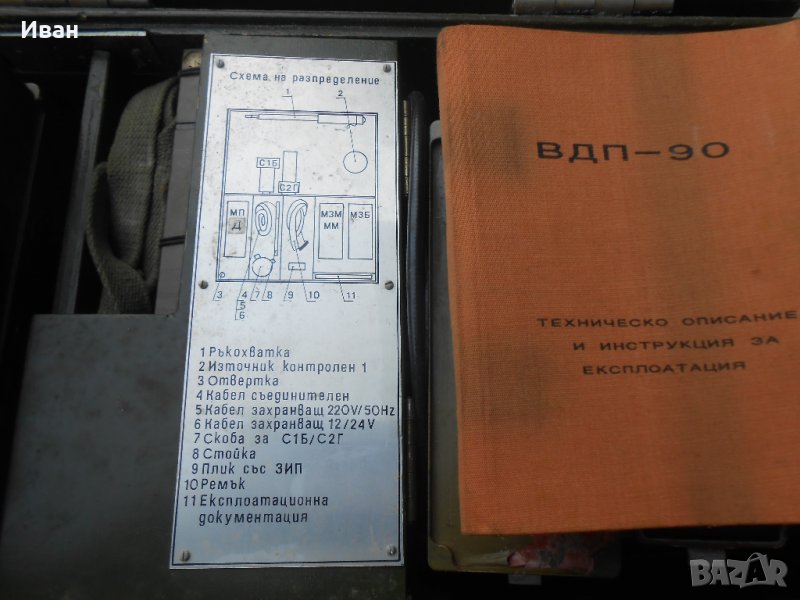 Иван
Схема на разпределение
1 2
С1Б
С2Г
МП
Д
МЗМ
ММ
МЗБ
3 4 7 8 9 10 11
5
6
1 Ръкохватка
2 Източник контролен 1
3 Отвертка
4 Кабел съединителен
5 Кабел захранващ 220V/50Hz
6 Кабел захранващ 12/24V
7 Скоба за С1Б/С2Г
8 Стойка
9 Плик със ЗИП
10 Ремък
11 Експлоатационна
документация
ВДП-90
ТЕХНИЧЕСКО ОПИСАНИЕ
И ИНСТРУКЦИЯ ЗА
ЕКСПЛОАТАЦИЯ
BAZAR